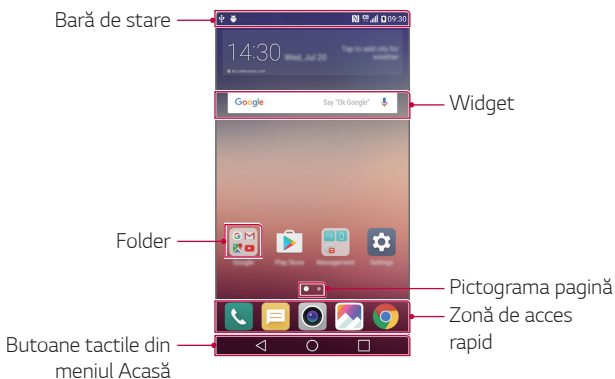 Bară de stare
09:30
14:30 Wed, Jul 20
Tap to add city for
weather
AccuWeather.com
Google Say "Ok Google"
Widget
Folder
Google Play Store Management Settings
Pictograma pagină
Zonă de acces
rapid
Butoane tactile din
meniul Acasă